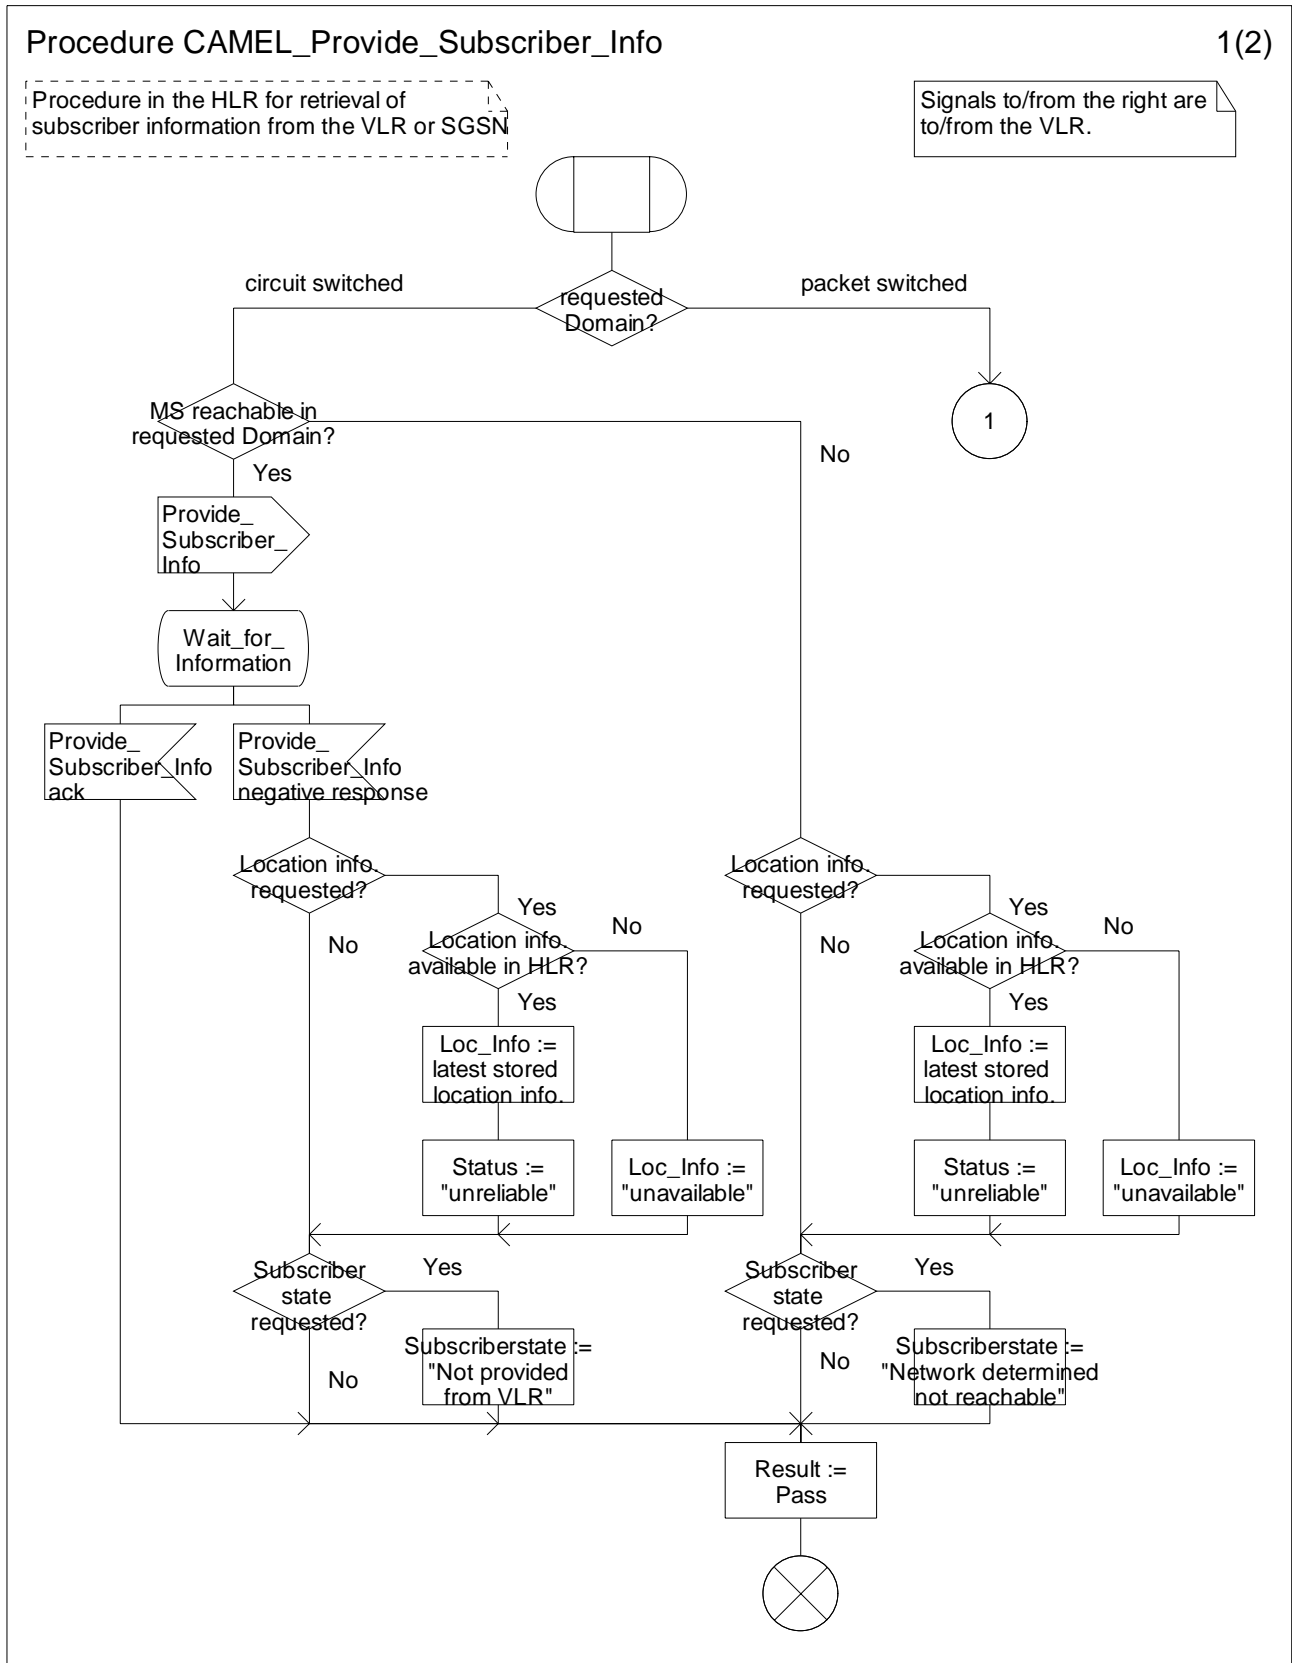 Procedure CAMEL_Provide_Subscriber_Info
1(2)
Procedure in the HLR for retrieval of
subscriber information from the VLR or SGSN
Signals to/from the right are
to/from the VLR.
circuit switched
requested
Domain?
packet switched
MS reachable in
requested Domain?
1
No
Yes
Provide_
Subscriber_
Info
Wait_for_
Information
Provide_
Subscriber_Info
ack
Provide_
Subscriber_Info
negative response
Location info.
requested?
Yes
No
Location info.
available in HLR?
No
Yes
Loc_Info :=
latest stored
location info.
Status :=
"unreliable"
Loc_Info :=
"unavailable"
Location info.
requested?
Yes
No
Location info.
available in HLR?
No
Yes
Loc_Info :=
latest stored
location info.
Status :=
"unreliable"
Loc_Info :=
"unavailable"
Subscriber
state
requested?
Yes
No
Subscriberstate :=
"Not provided
from VLR"
Subscriber
state
requested?
Yes
No
Subscriberstate :=
"Network determined
not reachable"
Result :=
Pass